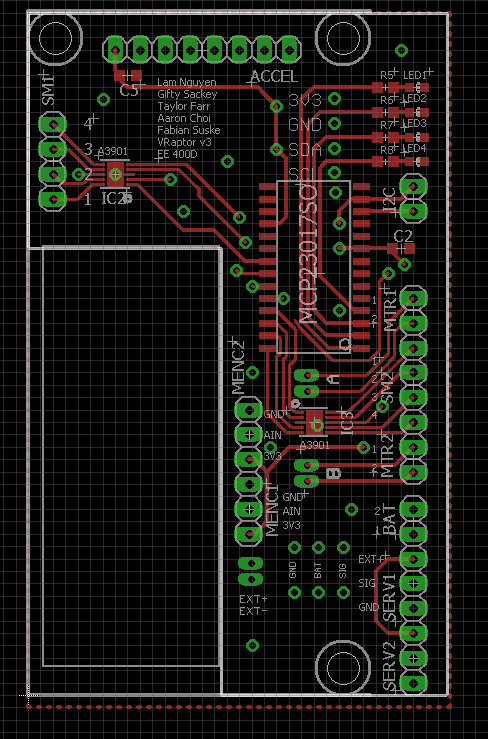 ACCEL
C5
Lam Nguyen
Gifty Sackey
Taylor Farr
Aaron Choi
Fabian Suske
VRaptor v3
EE 400D
SM1
4
3
2
1
A3901
IC2
3V3
GND
SDA
R5
LED1
R6
LED2
R7
LED3
R8
LED4
I2C
MCP23017SO
C2
MTR1
1
2
MENC2
GND
AIN
3V3
A
SM2
1
2
3
4
IC3
A3901
B
MTR2
1
2
MENC1
GND
AIN
3V3
BAT
2
1
EXT+
EXT-
GND
BAT
SIG
EXT+
SIG
GND
SERV1
SERV2